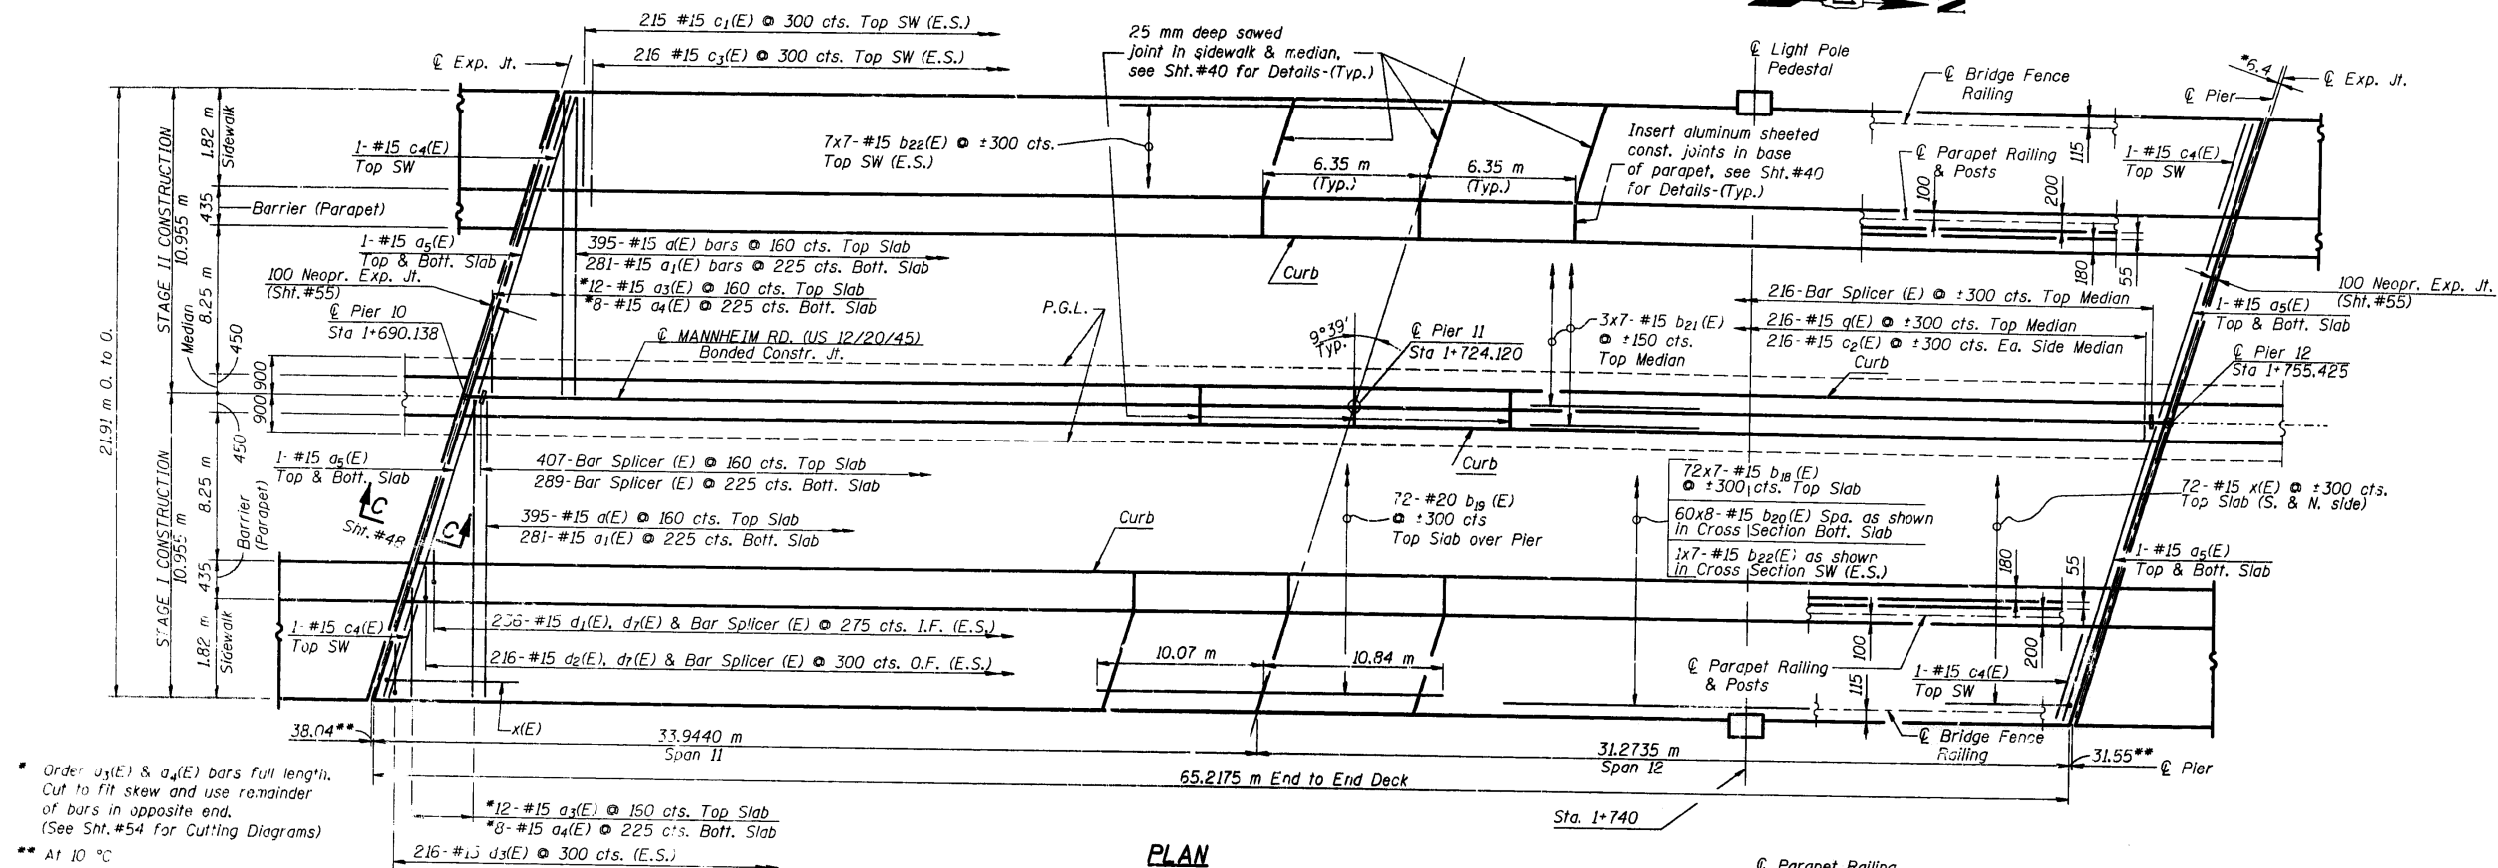 215 #15 c1(E) @ 300 cts. Top SW (E.S.)
216 #15 c3(E) @ 300 cts. Top SW (E.S.)
℄ Exp. Jt.
25 mm deep sawed
joint in sidewalk & median,
see Sht.#40 for Details-(Typ.)
℄ Light Pole
Pedestal
℄ Bridge Fence
Railing
*6.4
℄ Exp. Jt.
℄ Pier
N
STAGE II CONSTRUCTION
10.955 m
1.82 m
Sidewalk
435
Barrier (Parapet)
8.25 m
Median
450
900
900
450
21.91 m O. to O.
1-#15 c4(E)
Top SW
7x7-#15 b22(E) @ ±300 cts.
Top SW (E.S.)
6.35 m
(Typ.)
6.35 m
(Typ.)
Insert aluminum sheeted
const. joints in base
of parapet, see Sht.#40
for Details-(Typ.)
℄ Parapet Railing
& Posts
115
100
200
180
55
1-#15 c4(E)
Top SW
1-#15 a5(E)
Top & Bott. Slab
100 Neopr. Exp. Jt.
(Sht.#55)
℄ Pier 10
Sta 1+690.138
395-#15 a(E) bars @ 160 cts. Top Slab
281-#15 a1(E) bars @ 225 cts. Bott. Slab
*12-#15 a3(E) @ 160 cts. Top Slab
*8-#15 a4(E) @ 225 cts. Bott. Slab
℄ MANNHEIM RD. (US 12/20/45)
Bonded Constr. Jt.
Curb
P.G.L.
9°39'
Typ.
℄ Pier 11
Sta 1+724.120
3x7-#15 b21(E)
@ ±150 cts.
Top Median
216-Bar Splicer (E) @ ±300 cts. Top Median
216-#15 q(E) @ ±300 cts. Top Median
216-#15 c2(E) @ ±300 cts. Ea. Side Median
Curb
100 Neopr. Exp. Jt.
(Sht.#55)
1-#15 a5(E)
Top & Bott. Slab
℄ Pier 12
Sta 1+755.425
STAGE I CONSTRUCTION
10.955 m
8.25 m
Barrier
(Parapet)
435
1.82 m
Sidewalk
1-#15 a5(E)
Top & Bott. Slab
C
C
Sht.#48
407-Bar Splicer (E) @ 160 cts. Top Slab
289-Bar Splicer (E) @ 225 cts. Bott. Slab
395-#15 a(E) @ 160 cts. Top Slab
281-#15 a1(E) @ 225 cts. Bott. Slab
Curb
Curb
72-#20 b19 (E)
@ ±300 cts
Top Slab over Pier
72x7-#15 b18 (E)
@ ±300 cts. Top Slab
60x8-#15 b20(E) Spa. as shown
in Cross Section Bott. Slab
1x7-#15 b22(E) as shown
in Cross Section SW (E.S.)
72-#15 x(E) @ ±300 cts.
Top Slab (S. & N. side)
1-#15 a5(E)
Top & Bott. Slab
180
55
100
200
115
1-#15 c4(E)
Top SW
#15 d1(E), d7(E) & Bar Splicer (E) @ 275 cts. I.F. (E.S.)
216-#15 d2(E), d7(E) & Bar Splicer (E) @ 300 cts. O.F. (E.S.)
10.07 m
10.84 m
℄ Parapet Railing
& Posts
1-#15 c4(E)
Top SW
℄ Bridge Fence
Railing
38.04**
x(E)
33.9440 m
Span 11
31.2735 m
Span 12
31.55**
℄ Pier
65.2175 m End to End Deck
Sta. 1+740
* Order a3(E) & a4(E) bars full length.
Cut to fit skew and use remainder
of bars in opposite end.
(See Sht.#54 for Cutting Diagrams)
** At 10 °C
*12-#15 a3(E) @ 160 cts. Top Slab
*8-#15 a4(E) @ 225 cts. Bott. Slab
216-#15 d3(E) @ 300 cts. (E.S.)
PLAN
℄ Parapet Railing